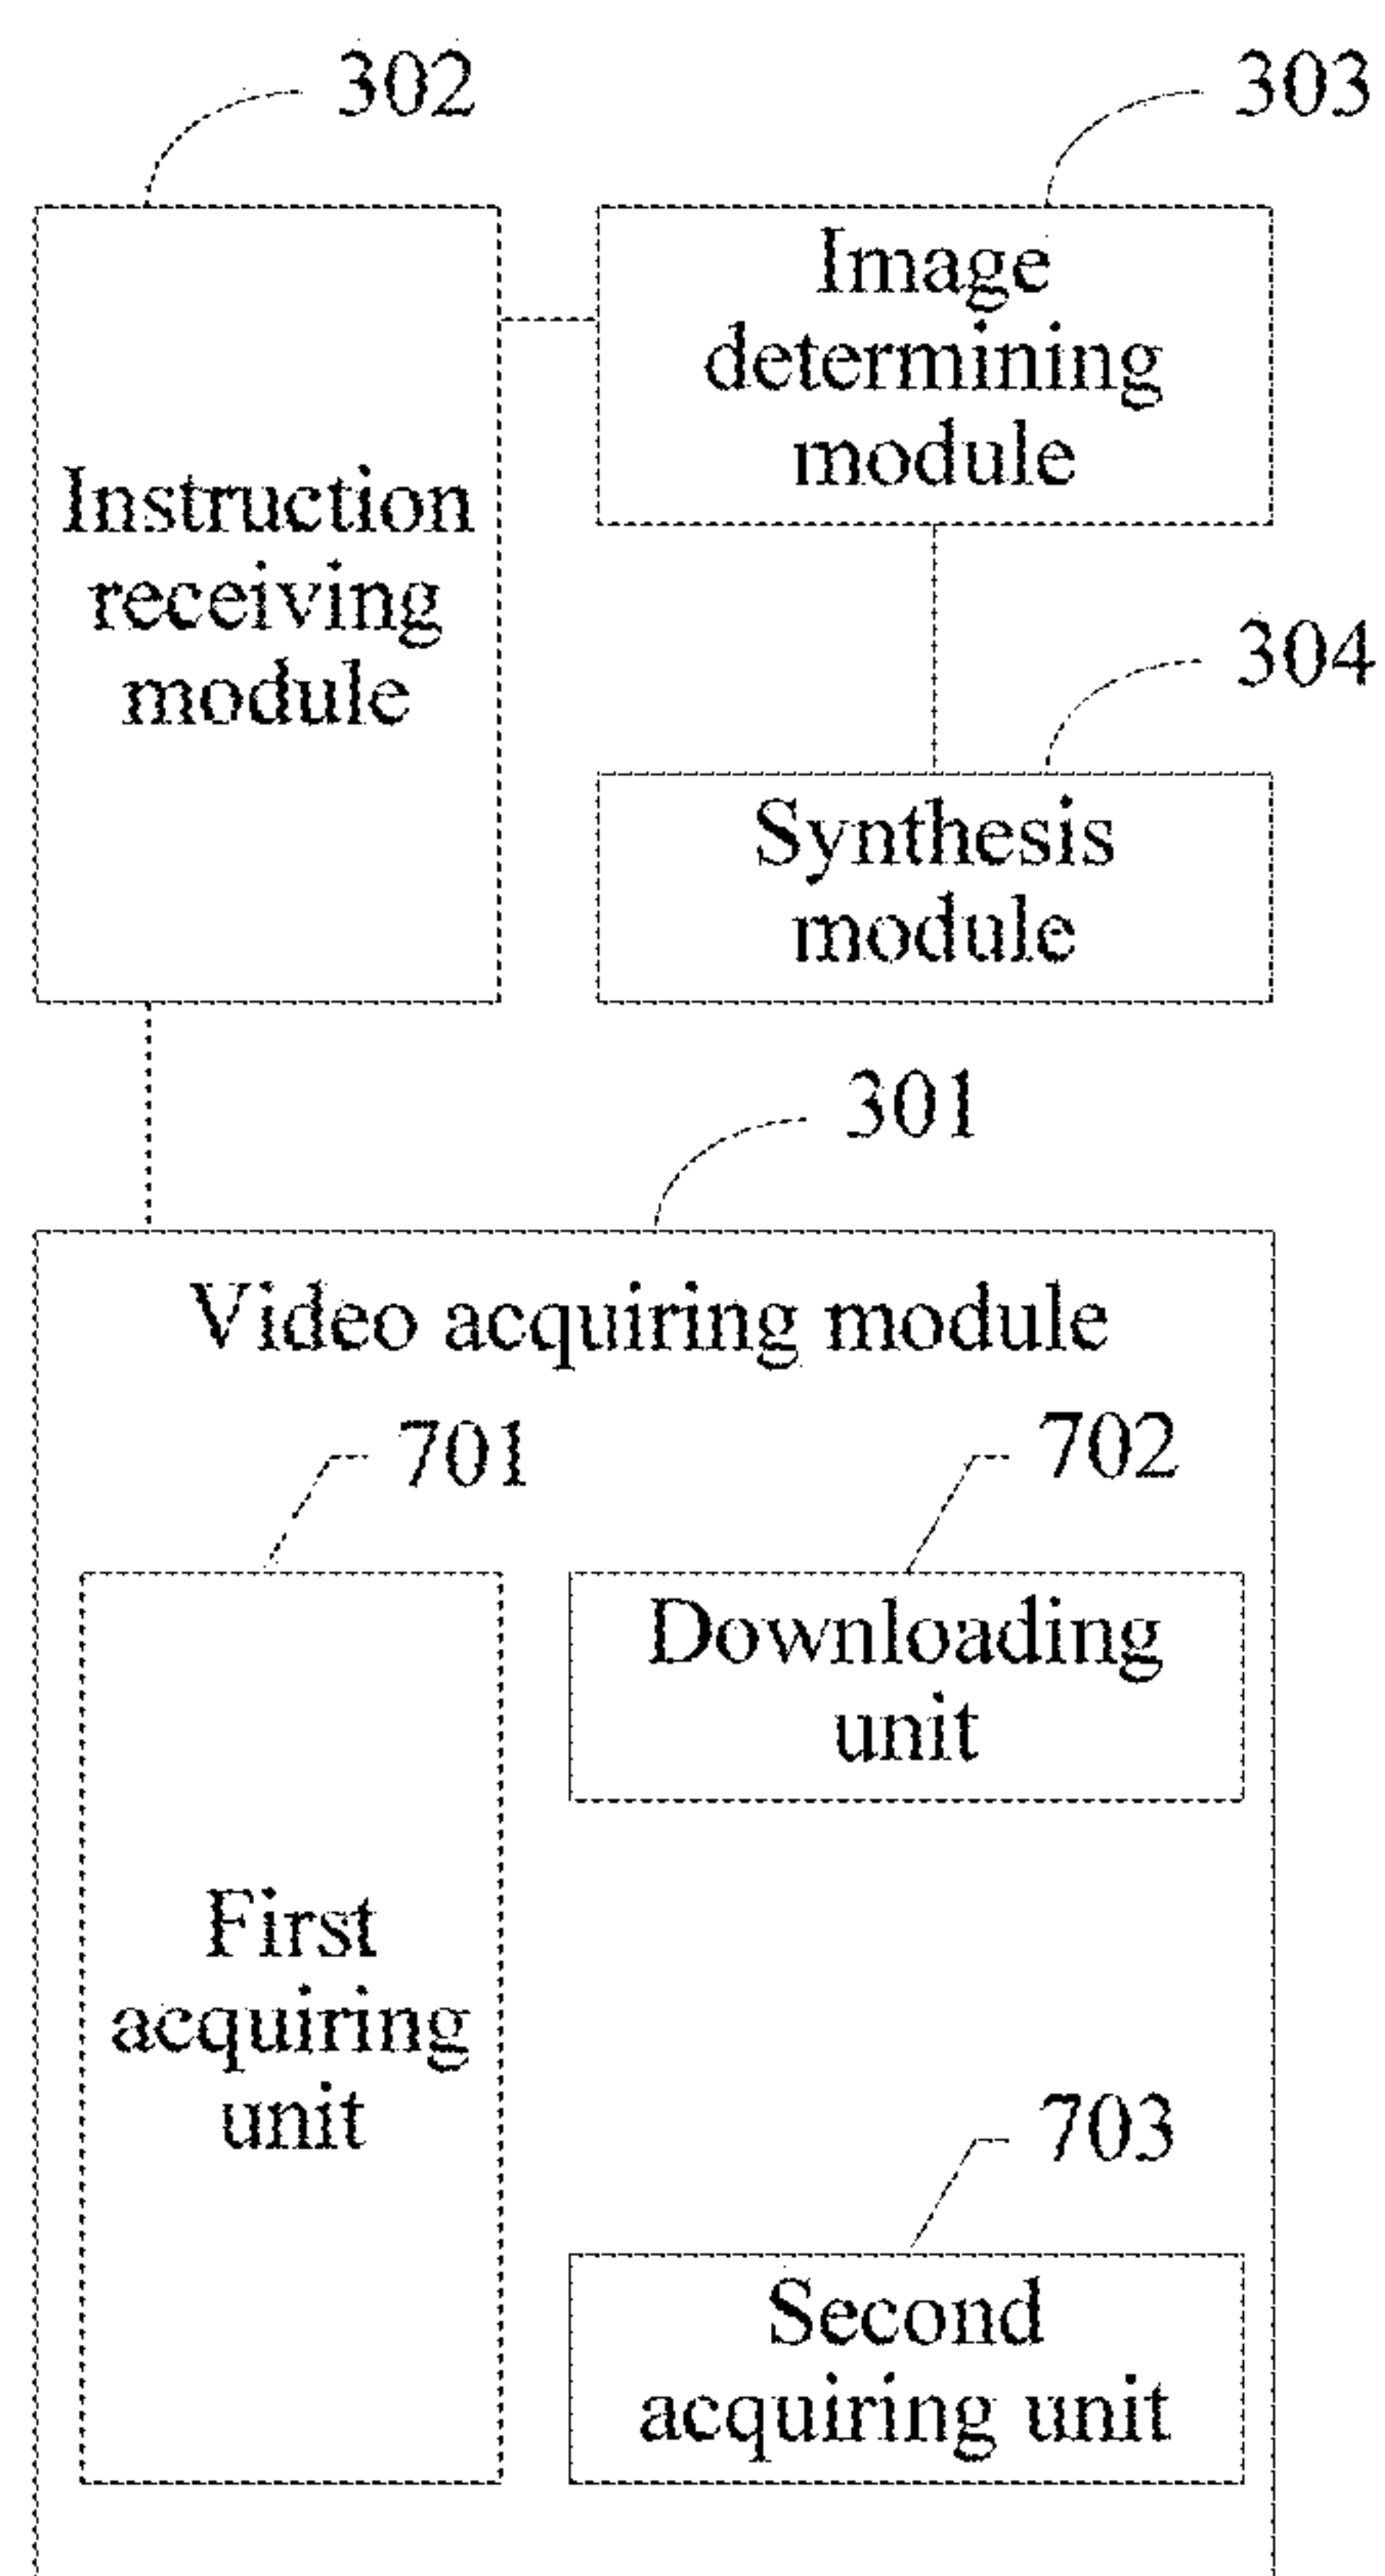 302
303
Image
determining
module
Instruction
receiving
module
304
Synthesis
module
301
Video acquiring module
701
702
Downloading
unit
First
acquiring
unit
703
Second
acquiring unit